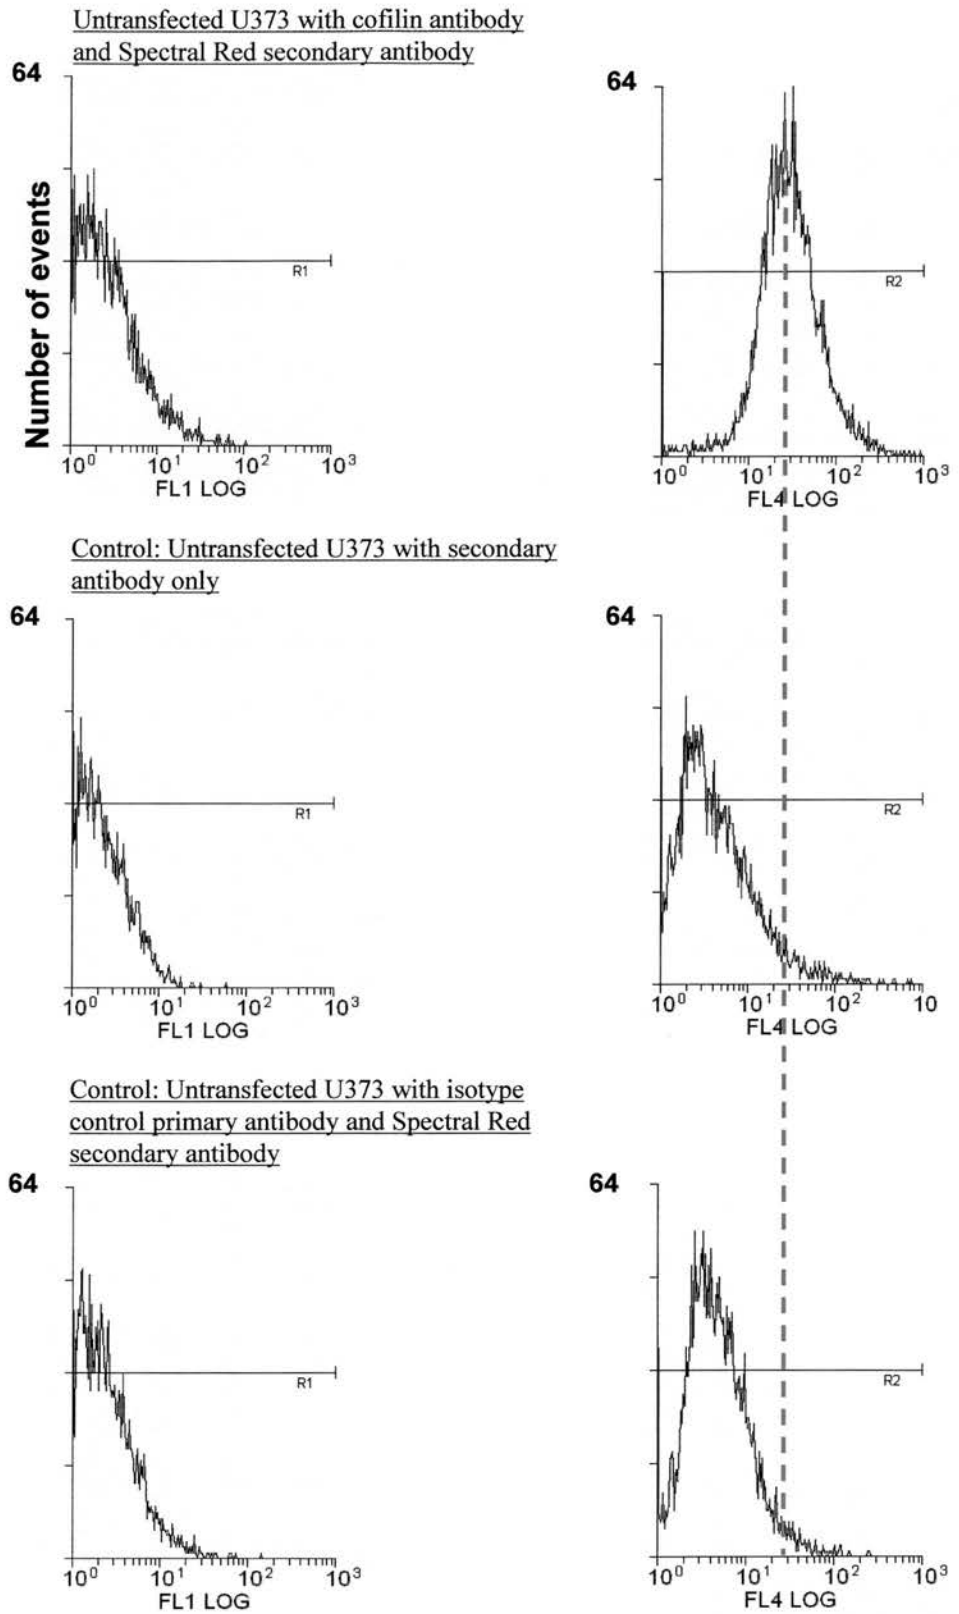 Untransfected U373 with cofilin antibody
and Spectral Red secondary antibody
64
64
Number of events
R1
R2
10^0 10^1 10^2 10^3
FL1 LOG
10^0 10^1 10^2 10^3
FL4 LOG
Control: Untransfected U373 with secondary
antibody only
64
64
R1
R2
10^0 10^1 10^2 10^3
FL1 LOG
10^0 10^1 10^2 10
FL4 LOG
Control: Untransfected U373 with isotype
control primary antibody and Spectral Red
secondary antibody
64
64
R1
R2
10^0 10^1 10^2 10^3
FL1 LOG
10^0 10^1 10^2 10^3
FL4 LOG